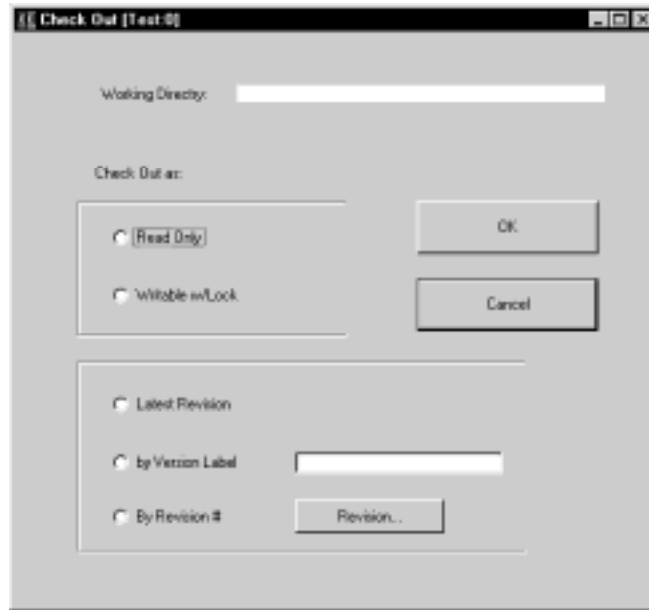 Check Out [Test:0]
Working Directry:
Check Out as:
Read Only
OK
Writable w/Lock
Cancel
Latest Revision
by Version Label
By Revision #
Revision...